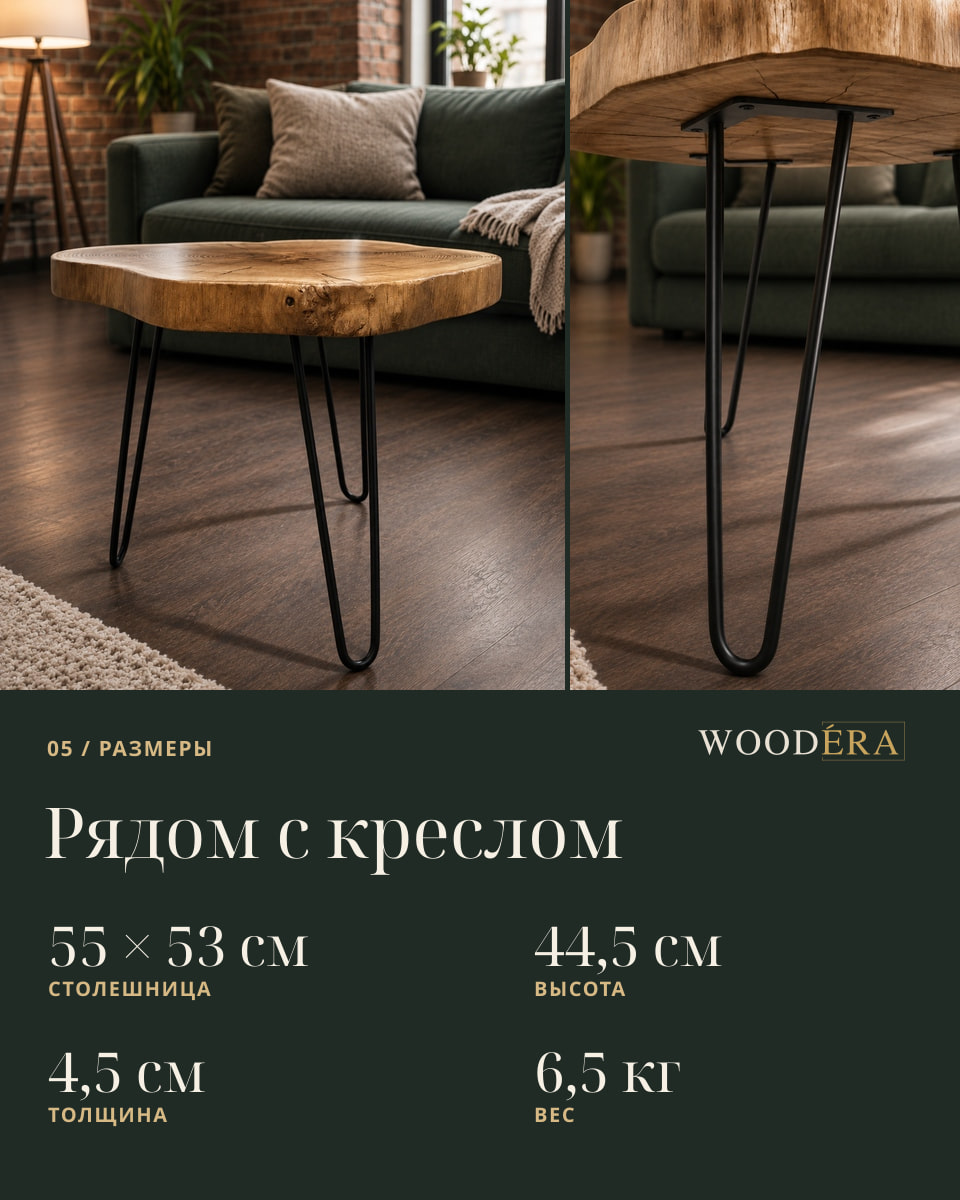 05 / РАЗМЕРЫ
WOODÉRA
Рядом с креслом
55 × 53 см
СТОЛЕШНИЦА
44,5 см
ВЫСОТА
4,5 см
ТОЛЩИНА
6,5 кг
ВЕС